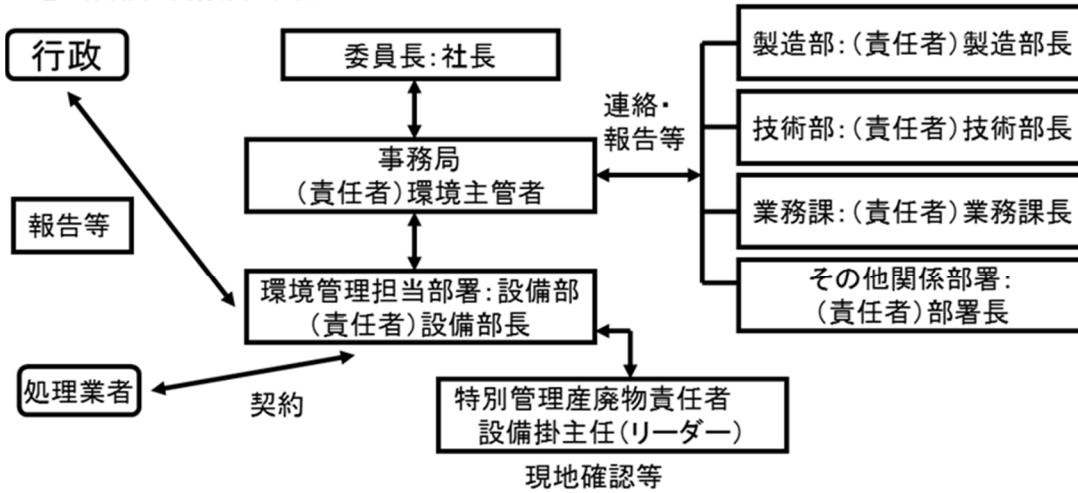 行政
委員長:社長
連絡・
報告等
事務局
(責任者)環境主管者
報告等
環境管理担当部署:設備部
(責任者)設備部長
処理業者
契約
特別管理産廃物責任者
設備掛主任(リーダー)
現地確認等
製造部:(責任者)製造部長
技術部:(責任者)技術部長
業務課:(責任者)業務課長
その他関係部署:
(責任者)部署長